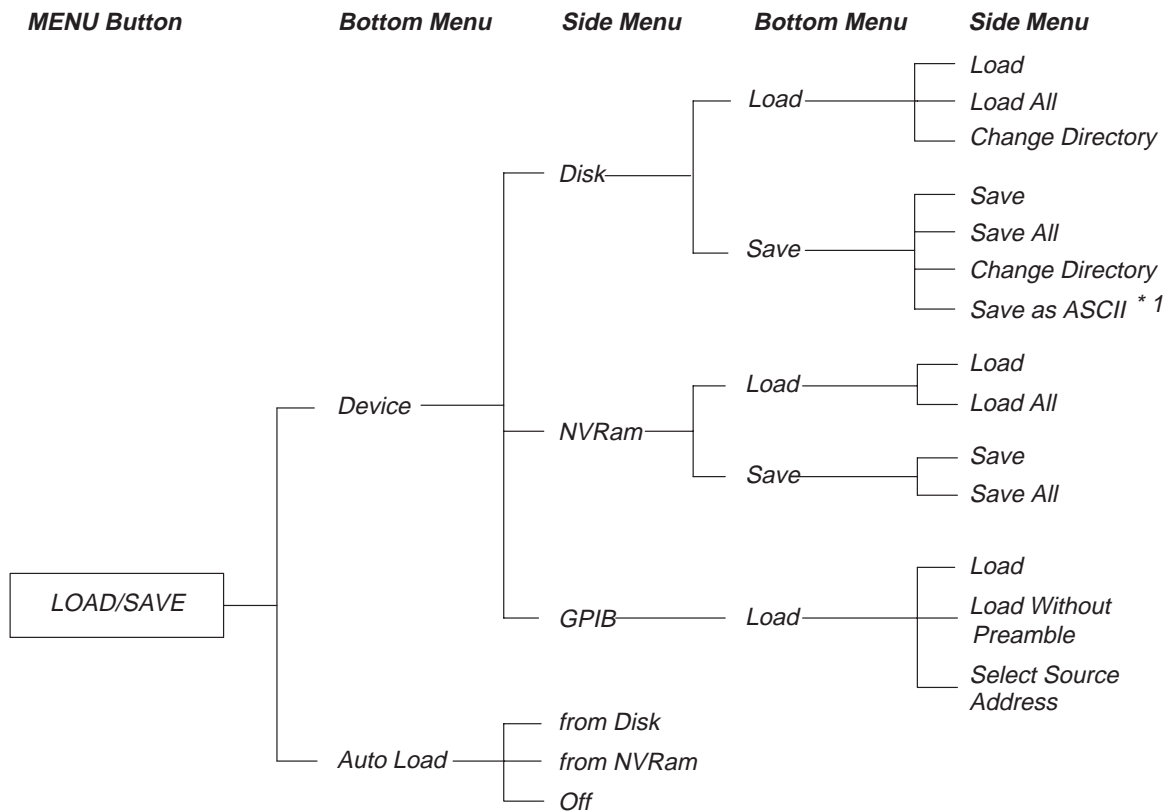 MENU Button Bottom Menu Side Menu Bottom Menu Side Menu
Load
Load
Load All
Change Directory
Disk
Save
Save
Save All
Change Directory
Save as ASCII * 1
Device
NVRam
Load
Load
Load All
Save
Save
Save All
LOAD/SAVE
GPIB
Load
Load
Load Without
Preamble
Select Source
Address
Auto Load
from Disk
from NVRam
Off